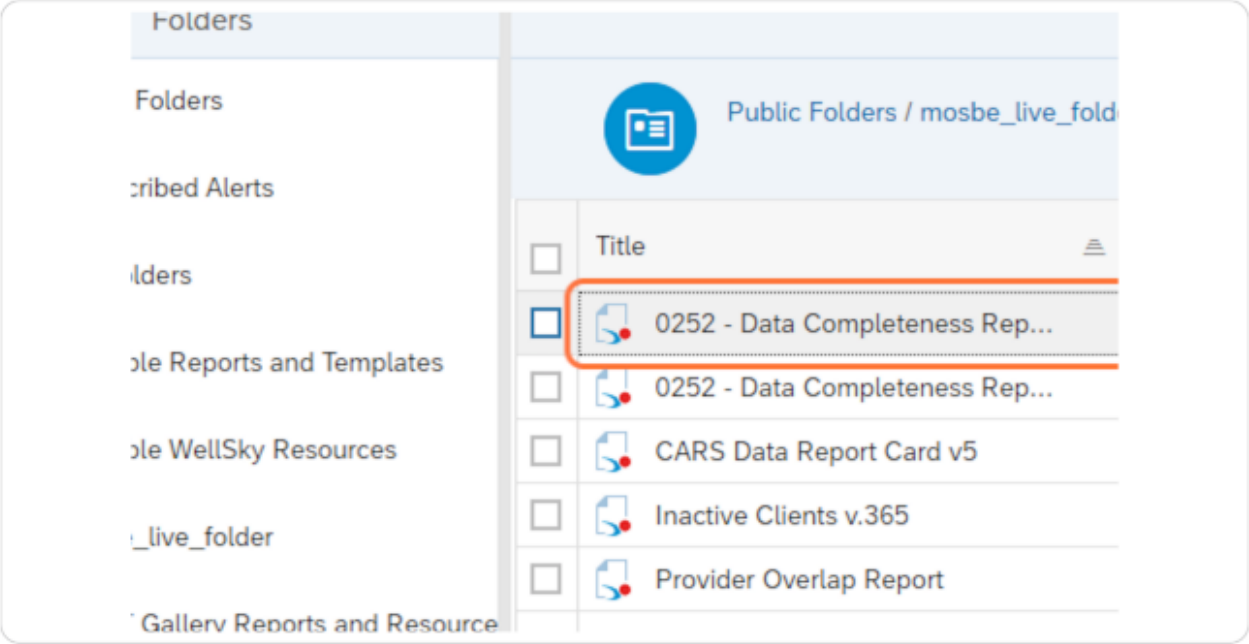 Folders
Folders
cribed Alerts
lders
ble Reports and Templates
ble WellSky Resources
_live_folder
Gallery Reports and Resource
Public Folders / mosbe_live_fold
Title
0252 - Data Completeness Rep...
0252 - Data Completeness Rep...
CARS Data Report Card v5
Inactive Clients v.365
Provider Overlap Report